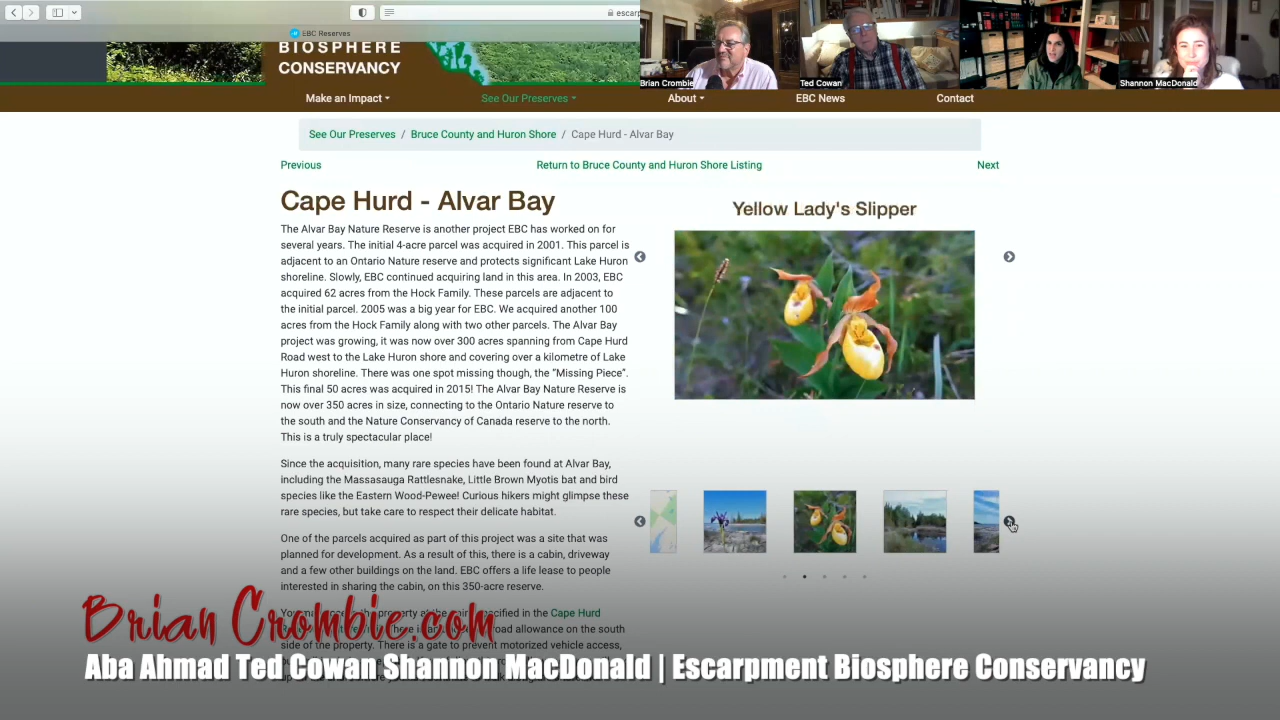 escarp
EBC Reserves
BIOSPHERE
CONSERVANCY
Brian Crombie
Ted Cowan
Shannon MacDonald
Make an Impact
See Our Preserves
About
EBC News
Contact
See Our Preserves / Bruce County and Huron Shore / Cape Hurd - Alvar Bay
Previous
Return to Bruce County and Huron Shore Listing
Next
Cape Hurd - Alvar Bay
The Alvar Bay Nature Reserve is another project EBC has worked on for
several years. The initial 4-acre parcel was acquired in 2001. This parcel is
adjacent to an Ontario Nature reserve and protects significant Lake Huron
shoreline. Slowly, EBC continued acquiring land in this area. In 2003, EBC
acquired 62 acres from the Hock Family. These parcels are adjacent to
the initial parcel. 2005 was a big year for EBC. We acquired another 100
acres from the Hock Family along with two other parcels. The Alvar Bay
project was growing, it was now over 300 acres spanning from Cape Hurd
Road west to the Lake Huron shore and covering over a kilometre of Lake
Huron shoreline. There was one spot missing though, the “Missing Piece”.
This final 50 acres was acquired in 2015! The Alvar Bay Nature Reserve is
now over 350 acres in size, connecting to the Ontario Nature reserve to
the south and the Nature Conservancy of Canada reserve to the north.
This is a truly spectacular place!
Since the acquisition, many rare species have been found at Alvar Bay,
including the Massasauga Rattlesnake, Little Brown Myotis bat and bird
species like the Eastern Wood-Pewee! Curious hikers might glimpse these
rare species, but take care to respect their delicate habitat.
One of the parcels acquired as part of this project was a site that was
planned for development. As a result of this, there is a cabin, driveway
and a few other buildings on the land. EBC offers a life lease to people
interested in sharing the cabin, on this 350-acre reserve.
property at the specified in the Cape Hurd
road allowance on the south
side of the property. There is a gate to prevent motorized vehicle access,
Yellow Lady's Slipper
Brian Crombie.com
Aba Ahmad Ted Cowan Shannon MacDonald | Escarpment Biosphere Conservancy